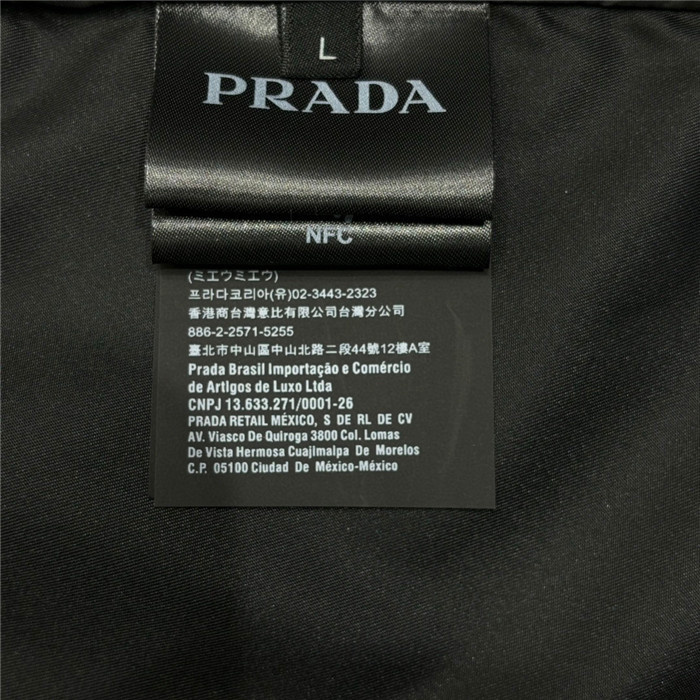 L
PRADA
NFC
(ミエウミエウ)
프라다코리아(유)02-3443-2323
香港商台灣意比有限公司台灣分公司
886-2-2571-5255
臺北市中山區中山北路二段44號12樓A室
Prada Brasil Importação e Comércio
de Artlgos de Luxo Ltda
CNPJ 13.633.271/0001-26
PRADA RETAIL MÉXICO, S DE RL DE CV
AV. Viasco De Quiroga 3800 Col. Lomas
De Vista Hermosa Cuajlmalpa De Morelos
C.P. 05100 Cludad De México-México